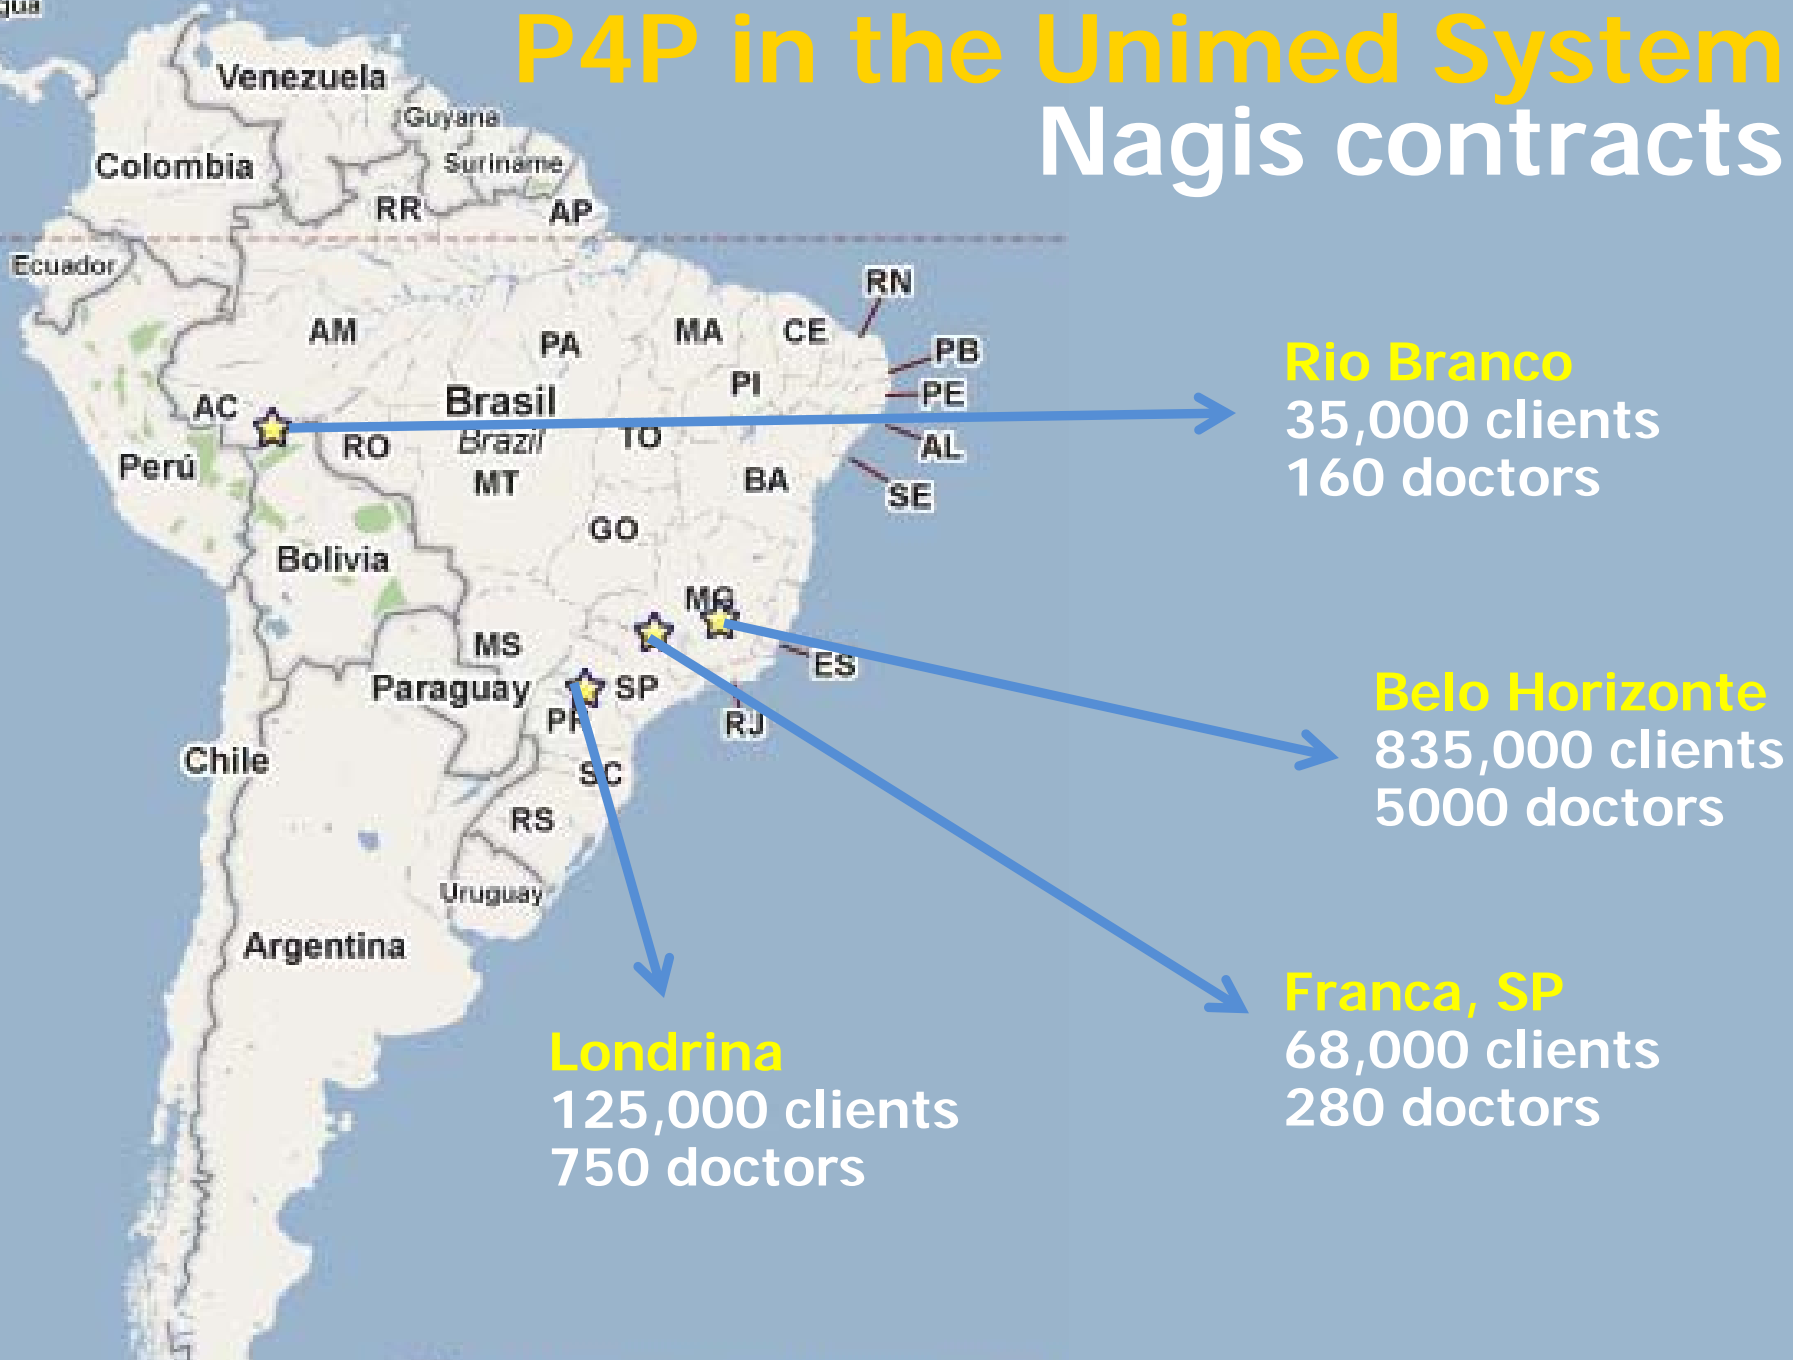 P4P in the Unimed System
Nagis contracts
Venezuela
Guyana
Colombia
Suriname
RR
AP
Ecuador
RN
AM
PA
MA
CE
PB
PI
PE
AC
Brasil
Brazil
RO
TO
AL
Perú
MT
BA
SE
GO
Bolivia
MG
MS
ES
Paraguay
SP
RJ
Chile
SC
RS
Uruguay
Argentina
Rio Branco
35,000 clients
160 doctors
Belo Horizonte
835,000 clients
5000 doctors
Franca, SP
68,000 clients
280 doctors
Londrina
125,000 clients
750 doctors